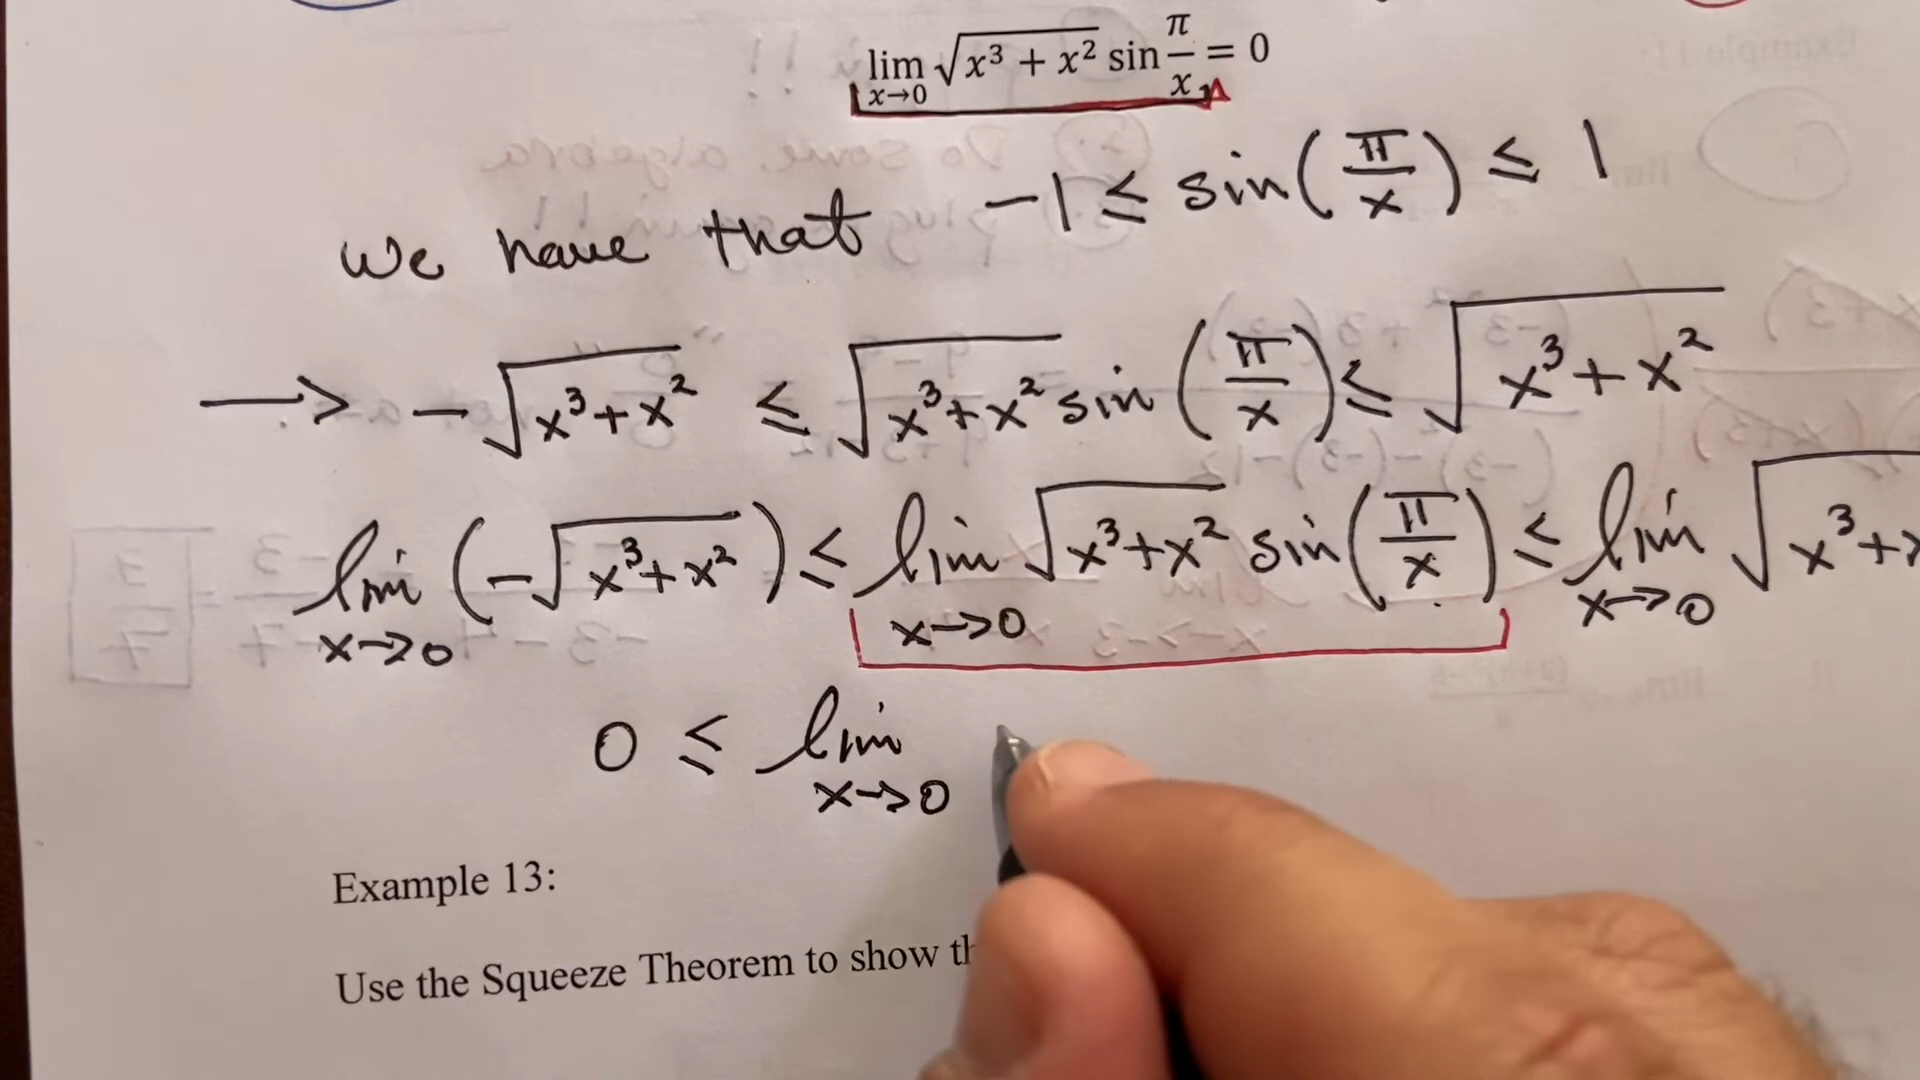 lim x→0 √(x³ + x²) sin π/x = 0
We have that -1 ≤ sin(π/x) ≤ 1
→ -√(x³+x²) ≤ √(x³+x²) sin(π/x) ≤ √(x³+x²)
lim x→0 (-√(x³+x²)) ≤ lim x→0 √(x³+x²) sin(π/x) ≤ lim x→0 √(x³+
0 ≤ lim x→0
Example 13:
Use the Squeeze Theorem to show